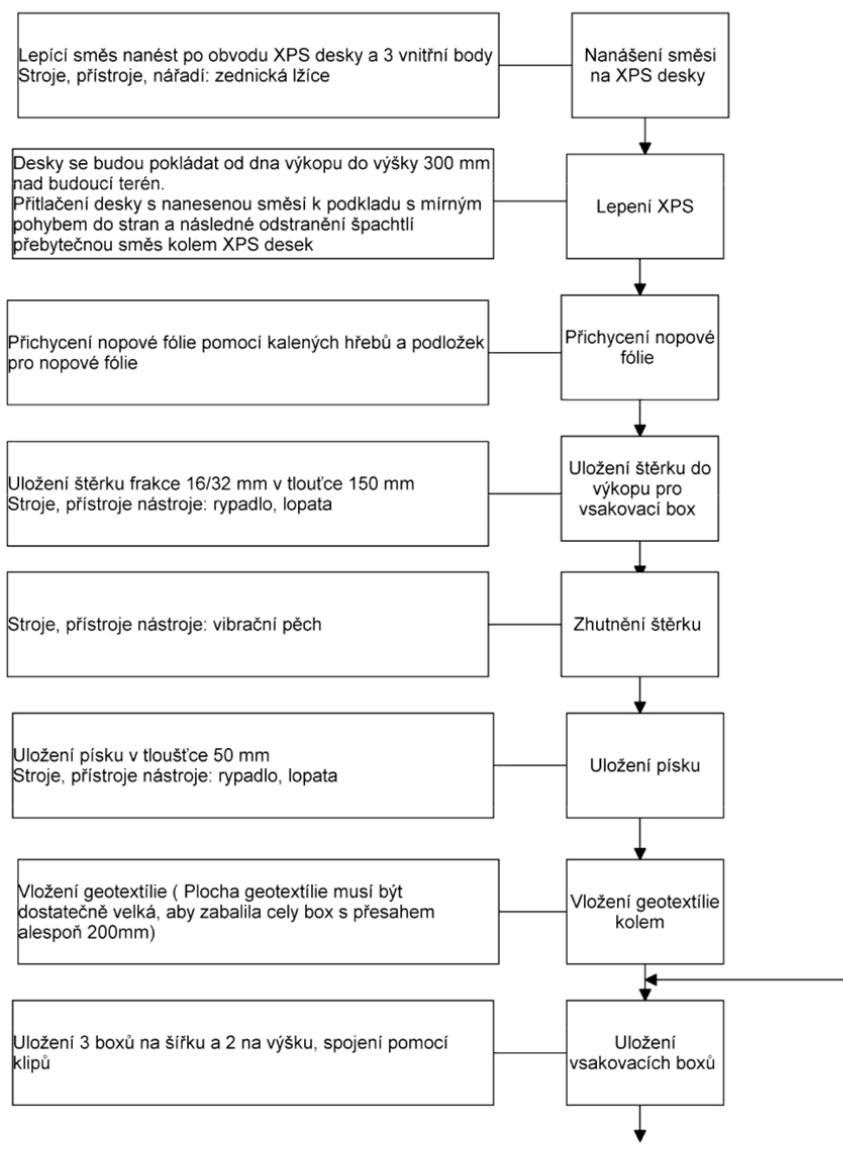 Lepící směs nanést po obvodu XPS desky a 3 vnitřní body
Stroje, přístroje, nářadí: zednická lžíce
Nanášení směsi
na XPS desky
Desky se budou pokládat od dna výkopu do výšky 300 mm
nad budoucí terén.
Přitlačení desky s nanesenou směsí k podkladu s mírným
pohybem do stran a následné odstranění špachtlí
přebytečnou směs kolem XPS desek
Lepení XPS
Přichycení nopové fólie pomocí kalených hřebů a podložek
pro nopové fólie
Přichycení nopové
fólie
Uložení štěrku frakce 16/32 mm v tlouťce 150 mm
Stroje, přístroje nástroje: rypadlo, lopata
Uložení štěrku do
výkopu pro
vsakovací box
Stroje, přístroje nástroje: vibrační pěch
Zhutnění štěrku
Uložení písku v tloušťce 50 mm
Stroje, přístroje nástroje: rypadlo, lopata
Uložení písku
Vložení geotextílie ( Plocha geotextílie musí být
dostatečně velká, aby zabalila cely box s přesahem
alespoň 200mm)
Vložení geotextílie
kolem
Uložení 3 boxů na šířku a 2 na výšku, spojení pomocí
klipů
Uložení
vsakovacích boxů